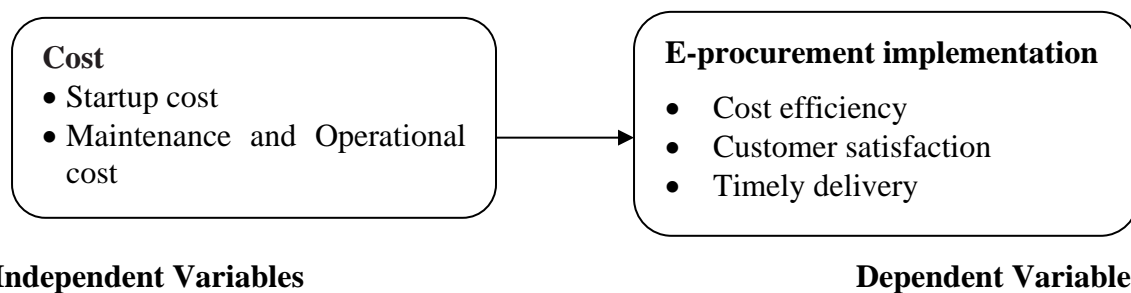 Cost
• Startup cost
• Maintenance and Operational
cost
E-procurement implementation
• Cost efficiency
• Customer satisfaction
• Timely delivery
Independent Variables
Dependent Variable